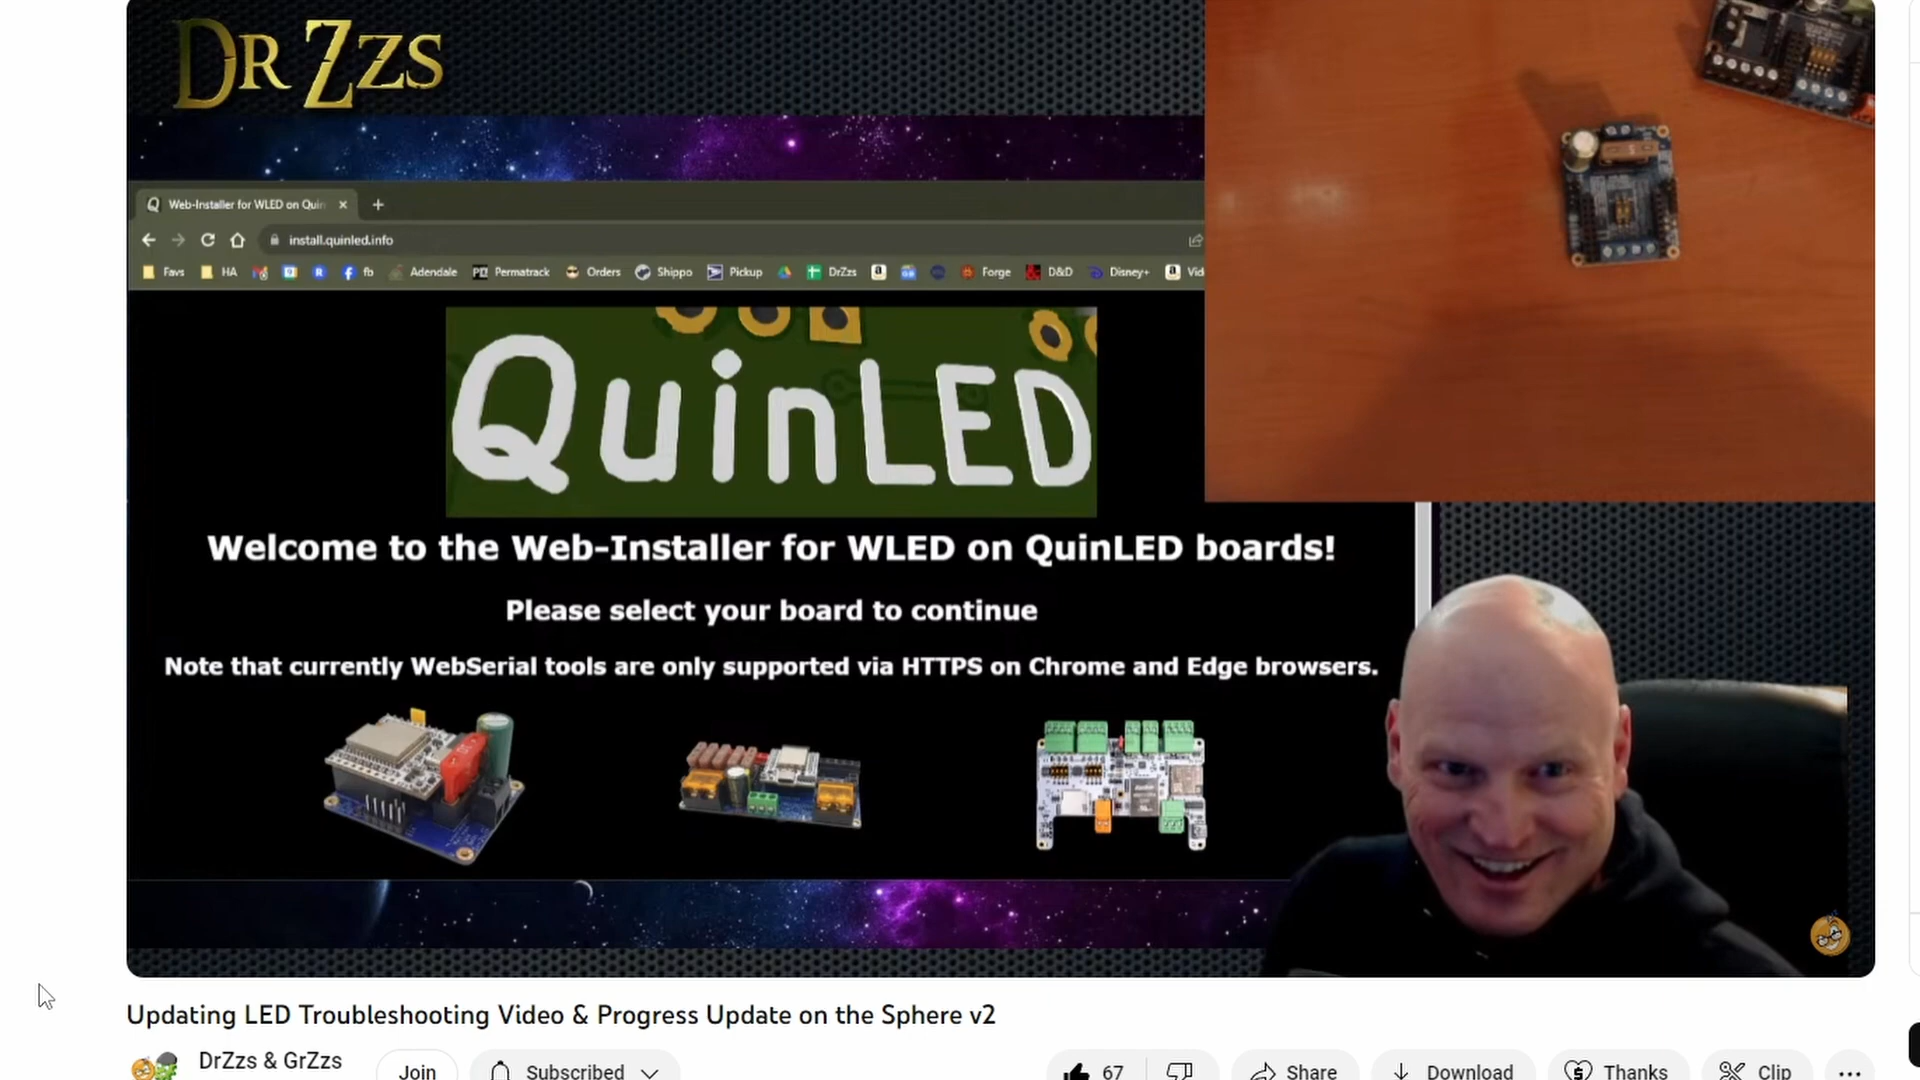 DR ZZS
Web-Installer for WLED on Quin
install.quinled.info
Favs HA fb Adendale Permatrack Orders Shippo Pickup DrZzs Forge D&D Disney+ Vid
QuinLED
Welcome to the Web-Installer for WLED on QuinLED boards!
Please select your board to continue
Note that currently WebSerial tools are only supported via HTTPS on Chrome and Edge browsers.
Updating LED Troubleshooting Video & Progress Update on the Sphere v2
DrZzs & GrZzs
Join
Subscribed
67
Share
Download
Thanks
Clip